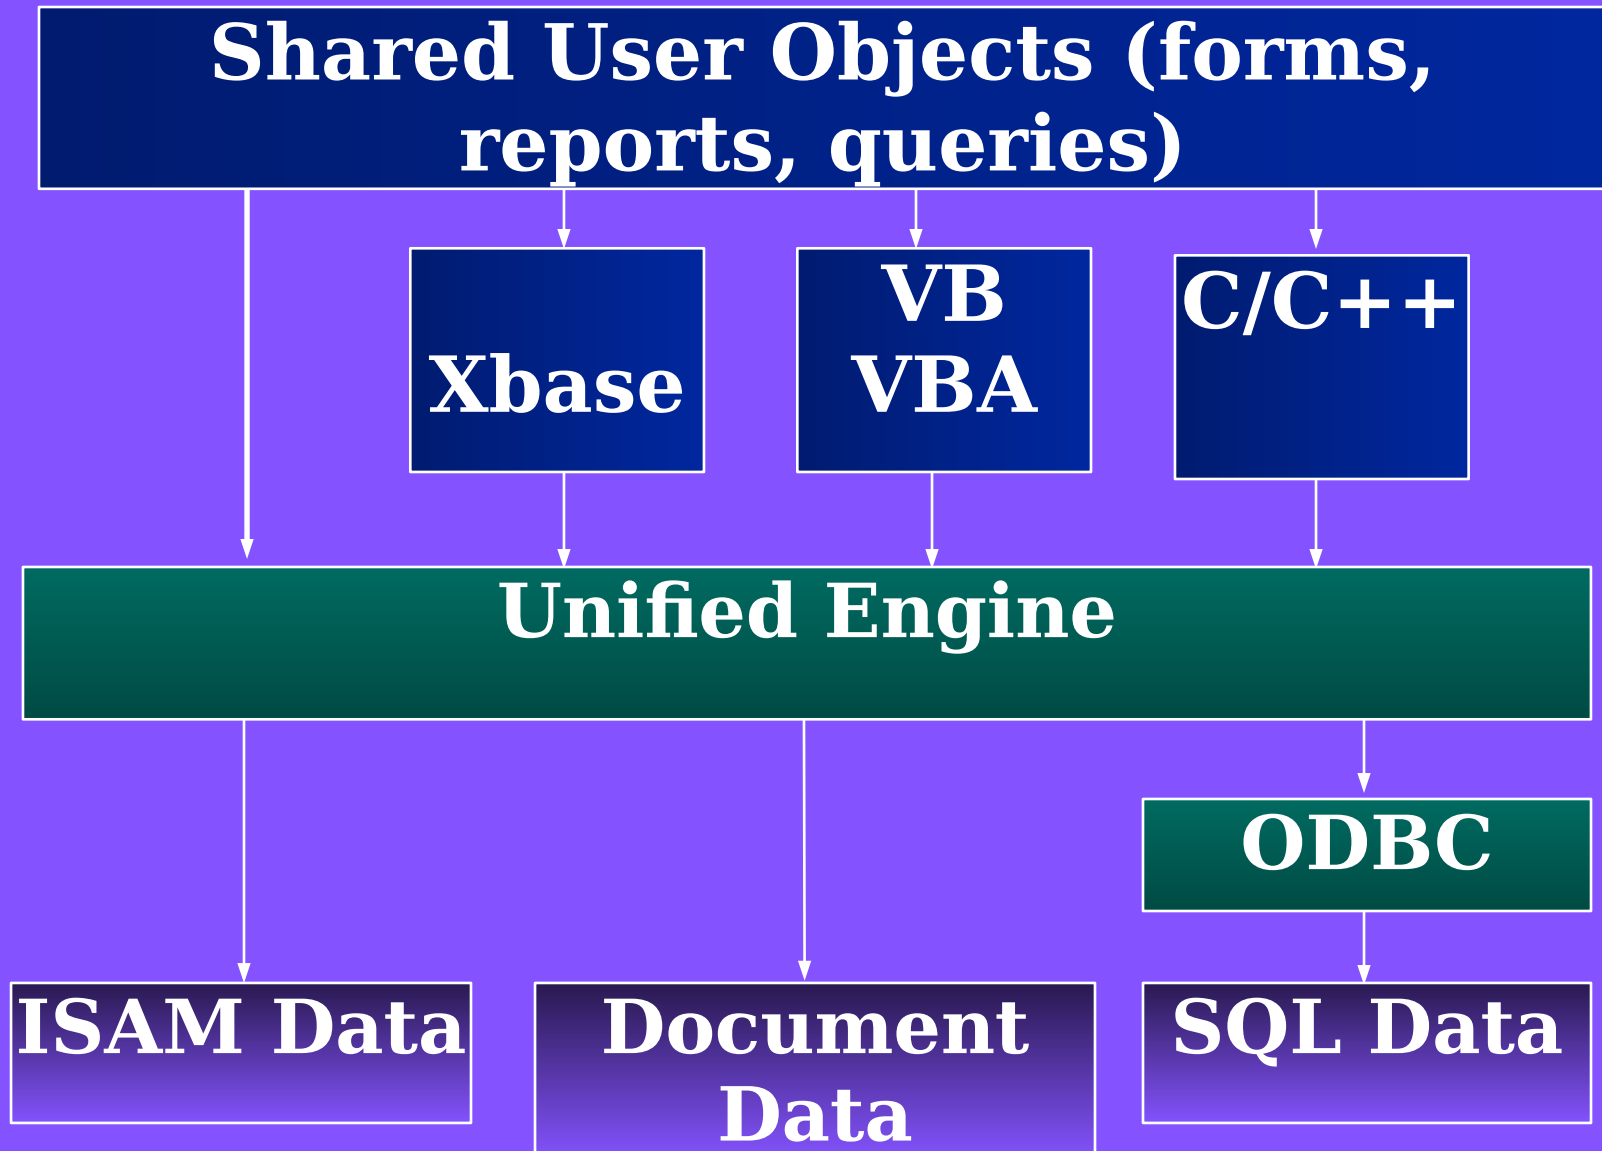 Shared User Objects (forms,
reports, queries)
Xbase
VB
VBA
C/C++
Unified Engine
ODBC
ISAM Data
Document
Data
SQL Data